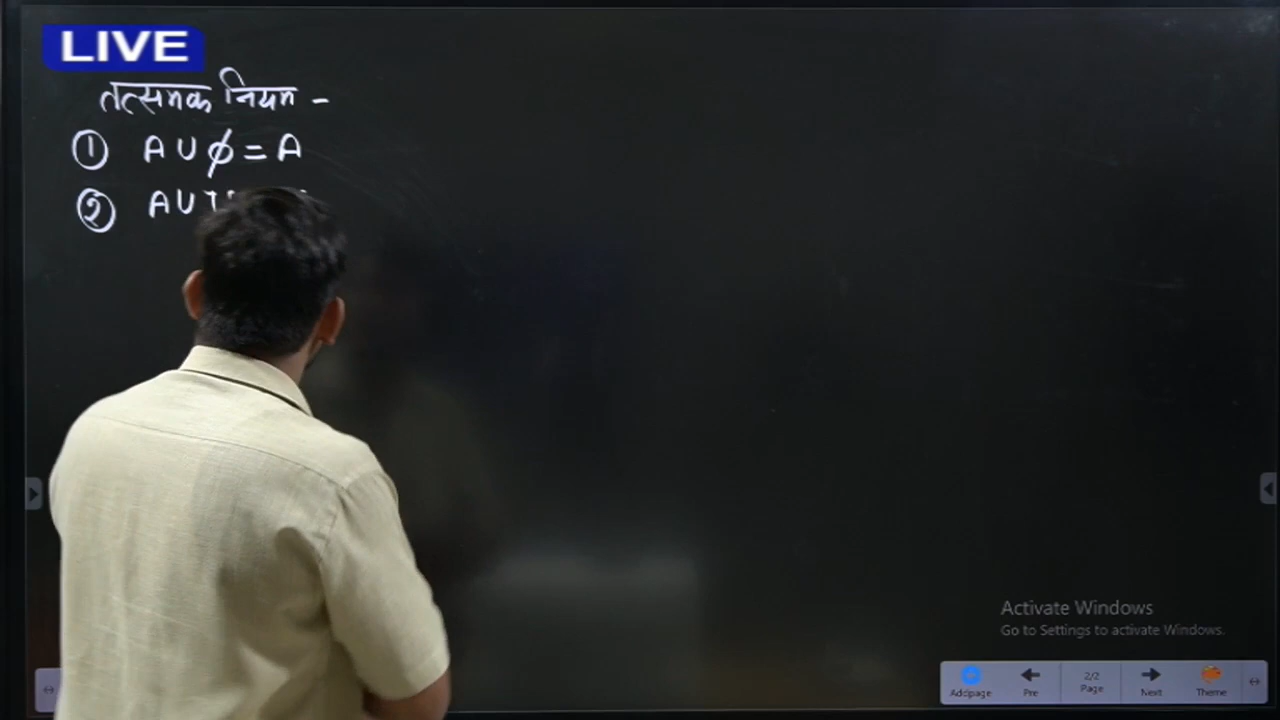 LIVE
तत्समक नियम -
① A U ϕ = A
② A U
Activate Windows
Go to Settings to activate Windows.
Addpage
Pre
2/2
Page
Next
Theme